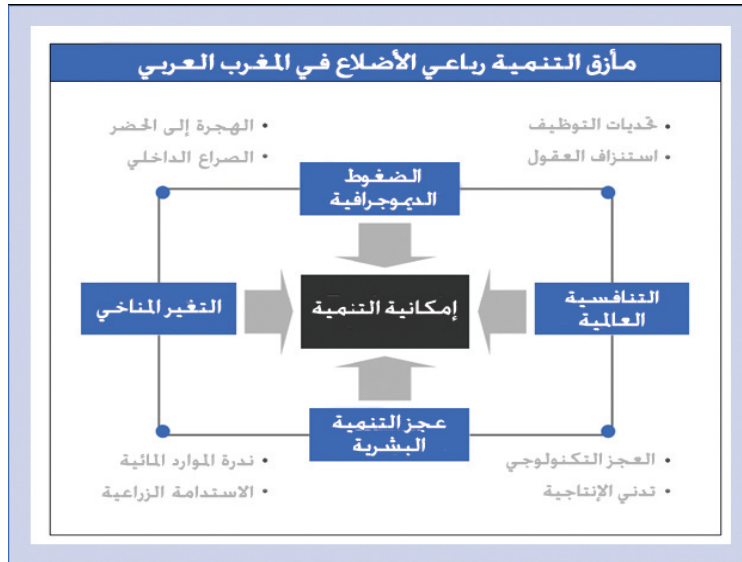 مأزق التنمية رباعي الأضلاع في المغرب العربي
• تحديات التوظيف
• استنزاف العقول
• الهجرة إلى الحضر
• الصراع الداخلي
الضغوط
الديموجرافية
التنافسية
العالمية
إمكانية التنمية
التغير المناخي
عجز التنمية
البشرية
• العجز التكنولوجي
• تدني الإنتاجية
• ندرة الموارد المائية
• الاستدامة الزراعية